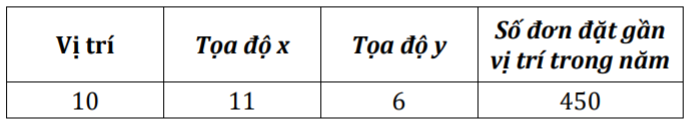 Vị trí Tọa độ x Tọa độ y Số đơn đặt gần
vị trí trong năm
10 11 6 450